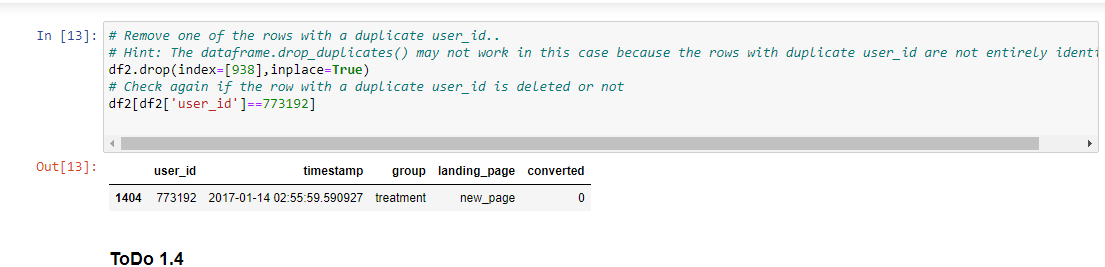 In [13]: # Remove one of the rows with a duplicate user_id..
# Hint: The dataframe.drop_duplicates() may not work in this case because the rows with duplicate user_id are not entirely identi
df2.drop(index=[938],inplace=True)
# Check again if the row with a duplicate user_id is deleted or not
df2[df2['user_id']==773192]
Out[13]:
user_id timestamp group landing_page converted
1404 773192 2017-01-14 02:55:59.590927 treatment new_page 0
ToDo 1.4